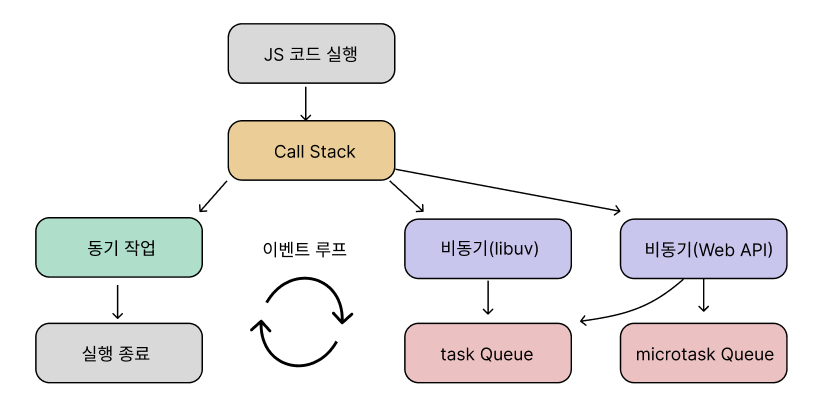 JS 코드 실행
Call Stack
동기 작업
이벤트 루프
비동기(libuv)
비동기(Web API)
실행 종료
task Queue
microtask Queue